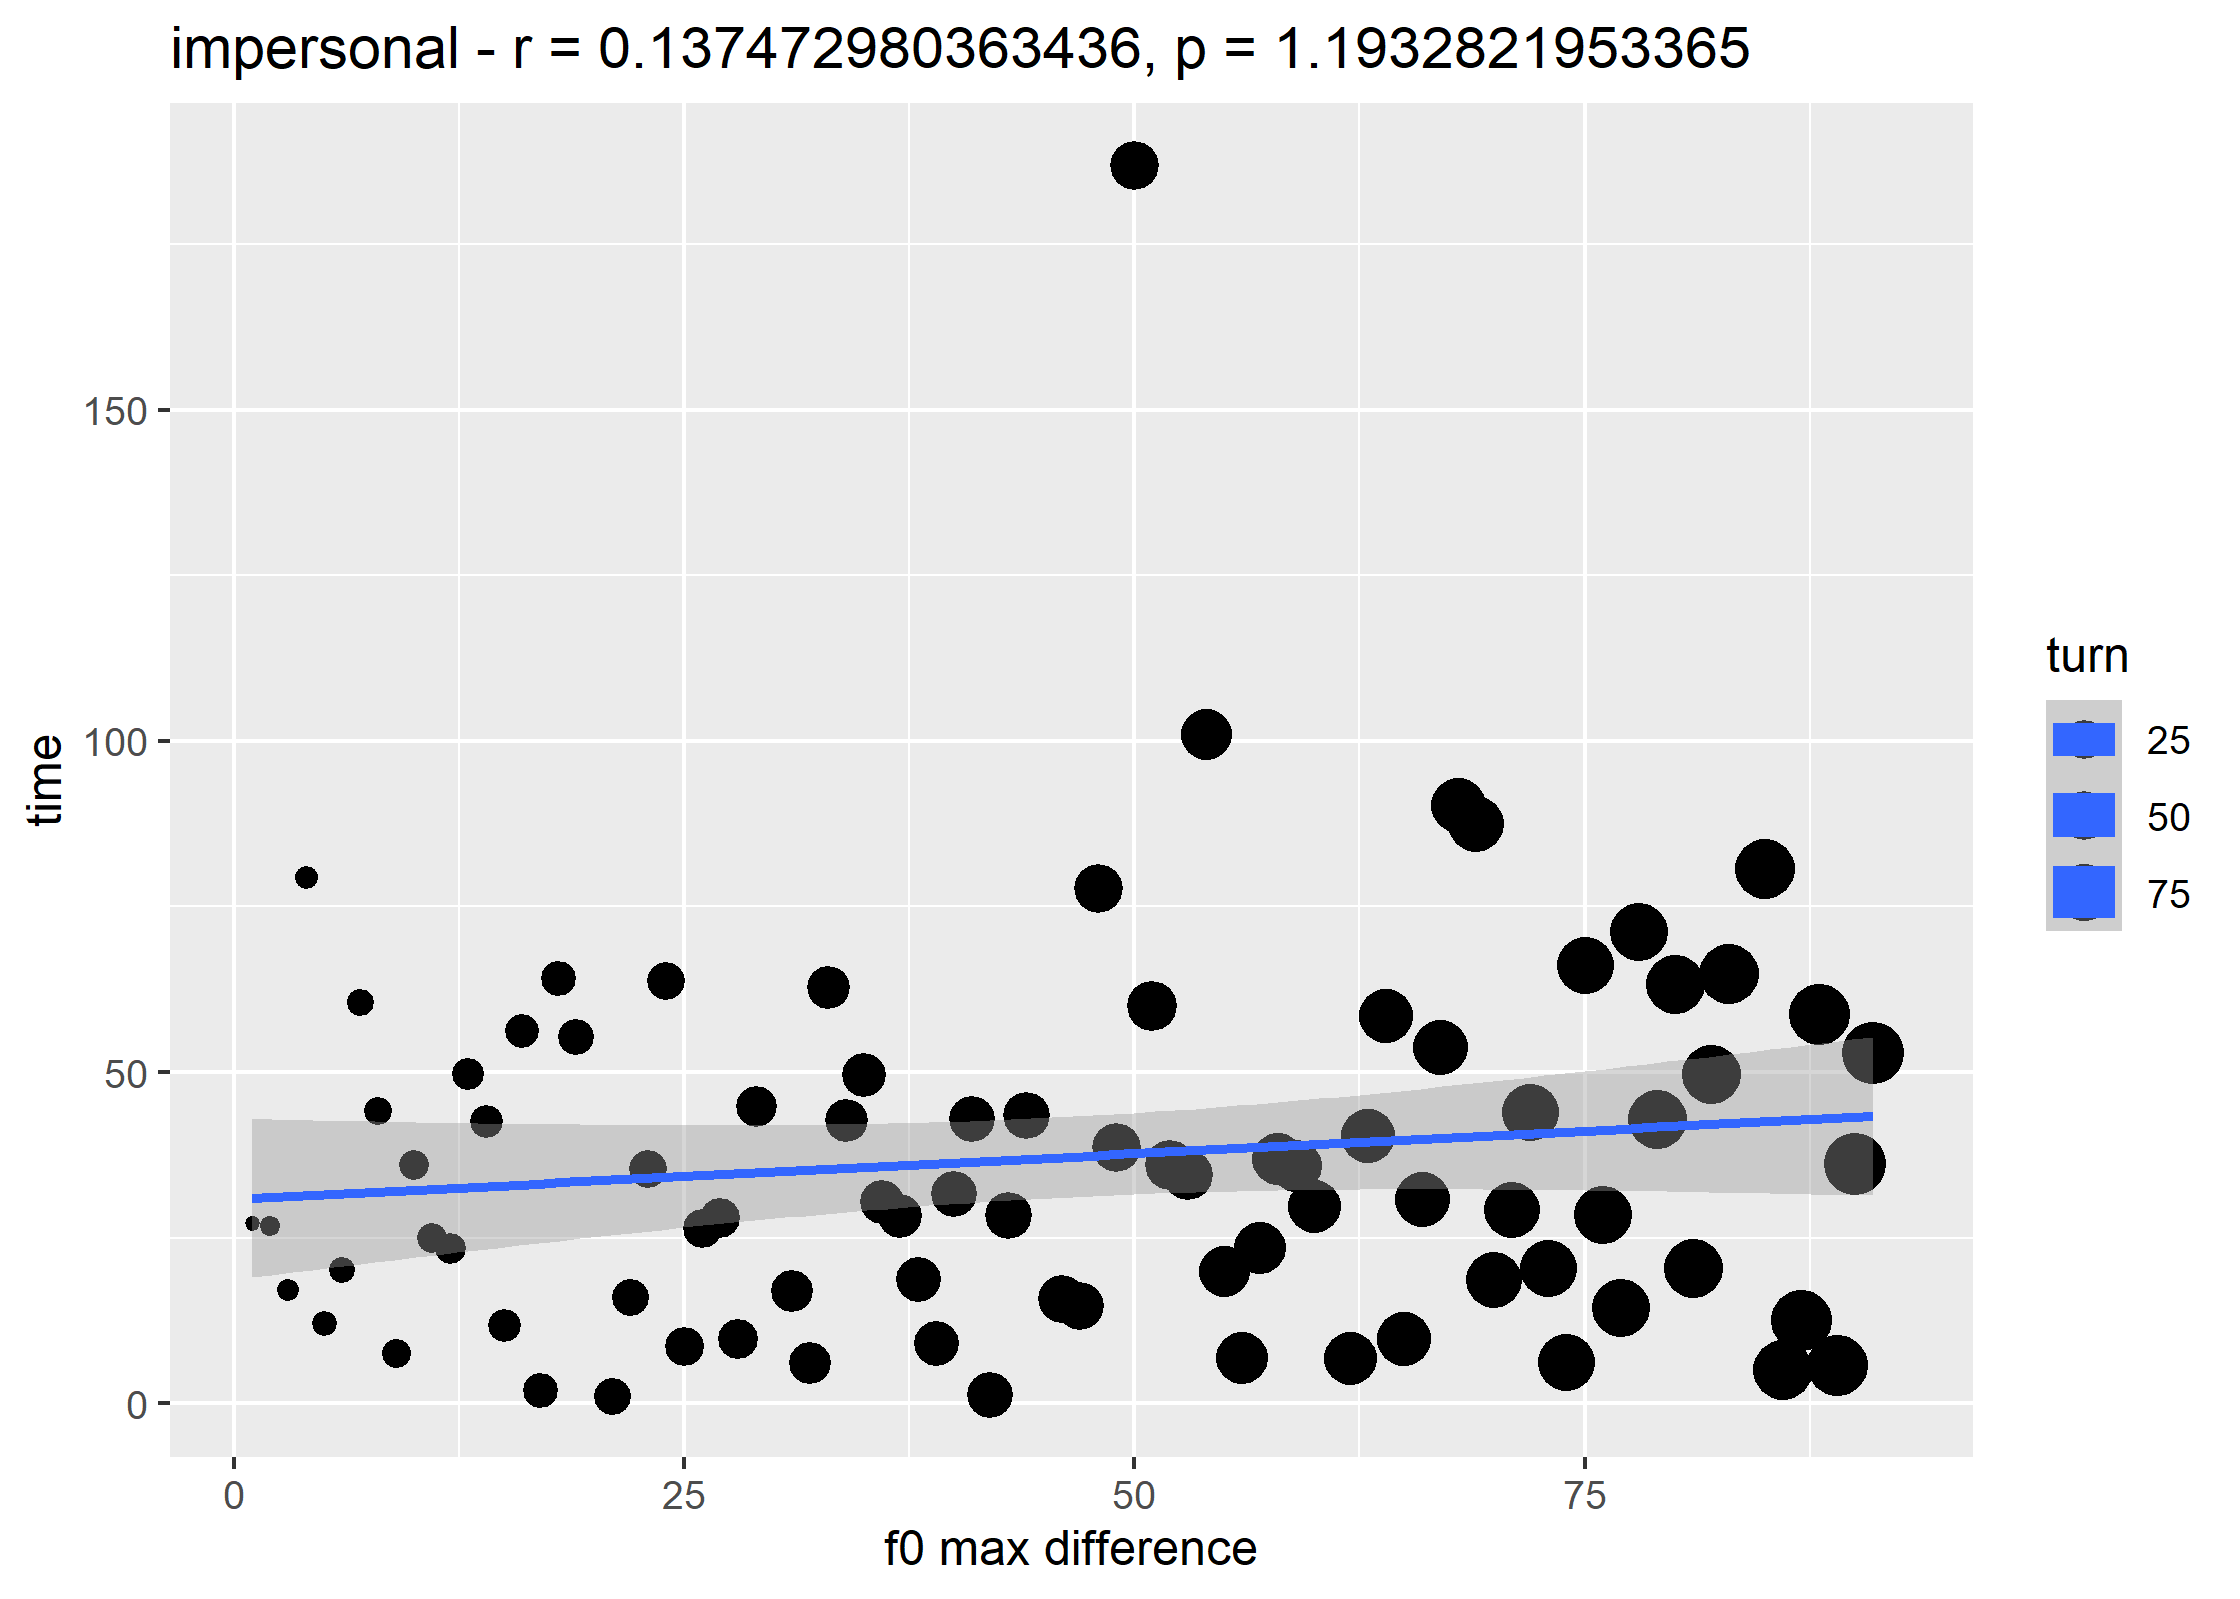 impersonal - r = 0.137472980363436, p = 1.1932821953365
time
150
100
50
0
0 25 50 75
f0 max difference
turn
25
50
75